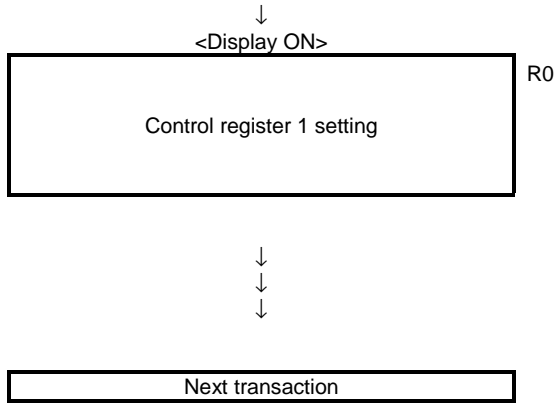 ↓
<Display ON>
R0
Control register 1 setting
↓
↓
↓
Next transaction